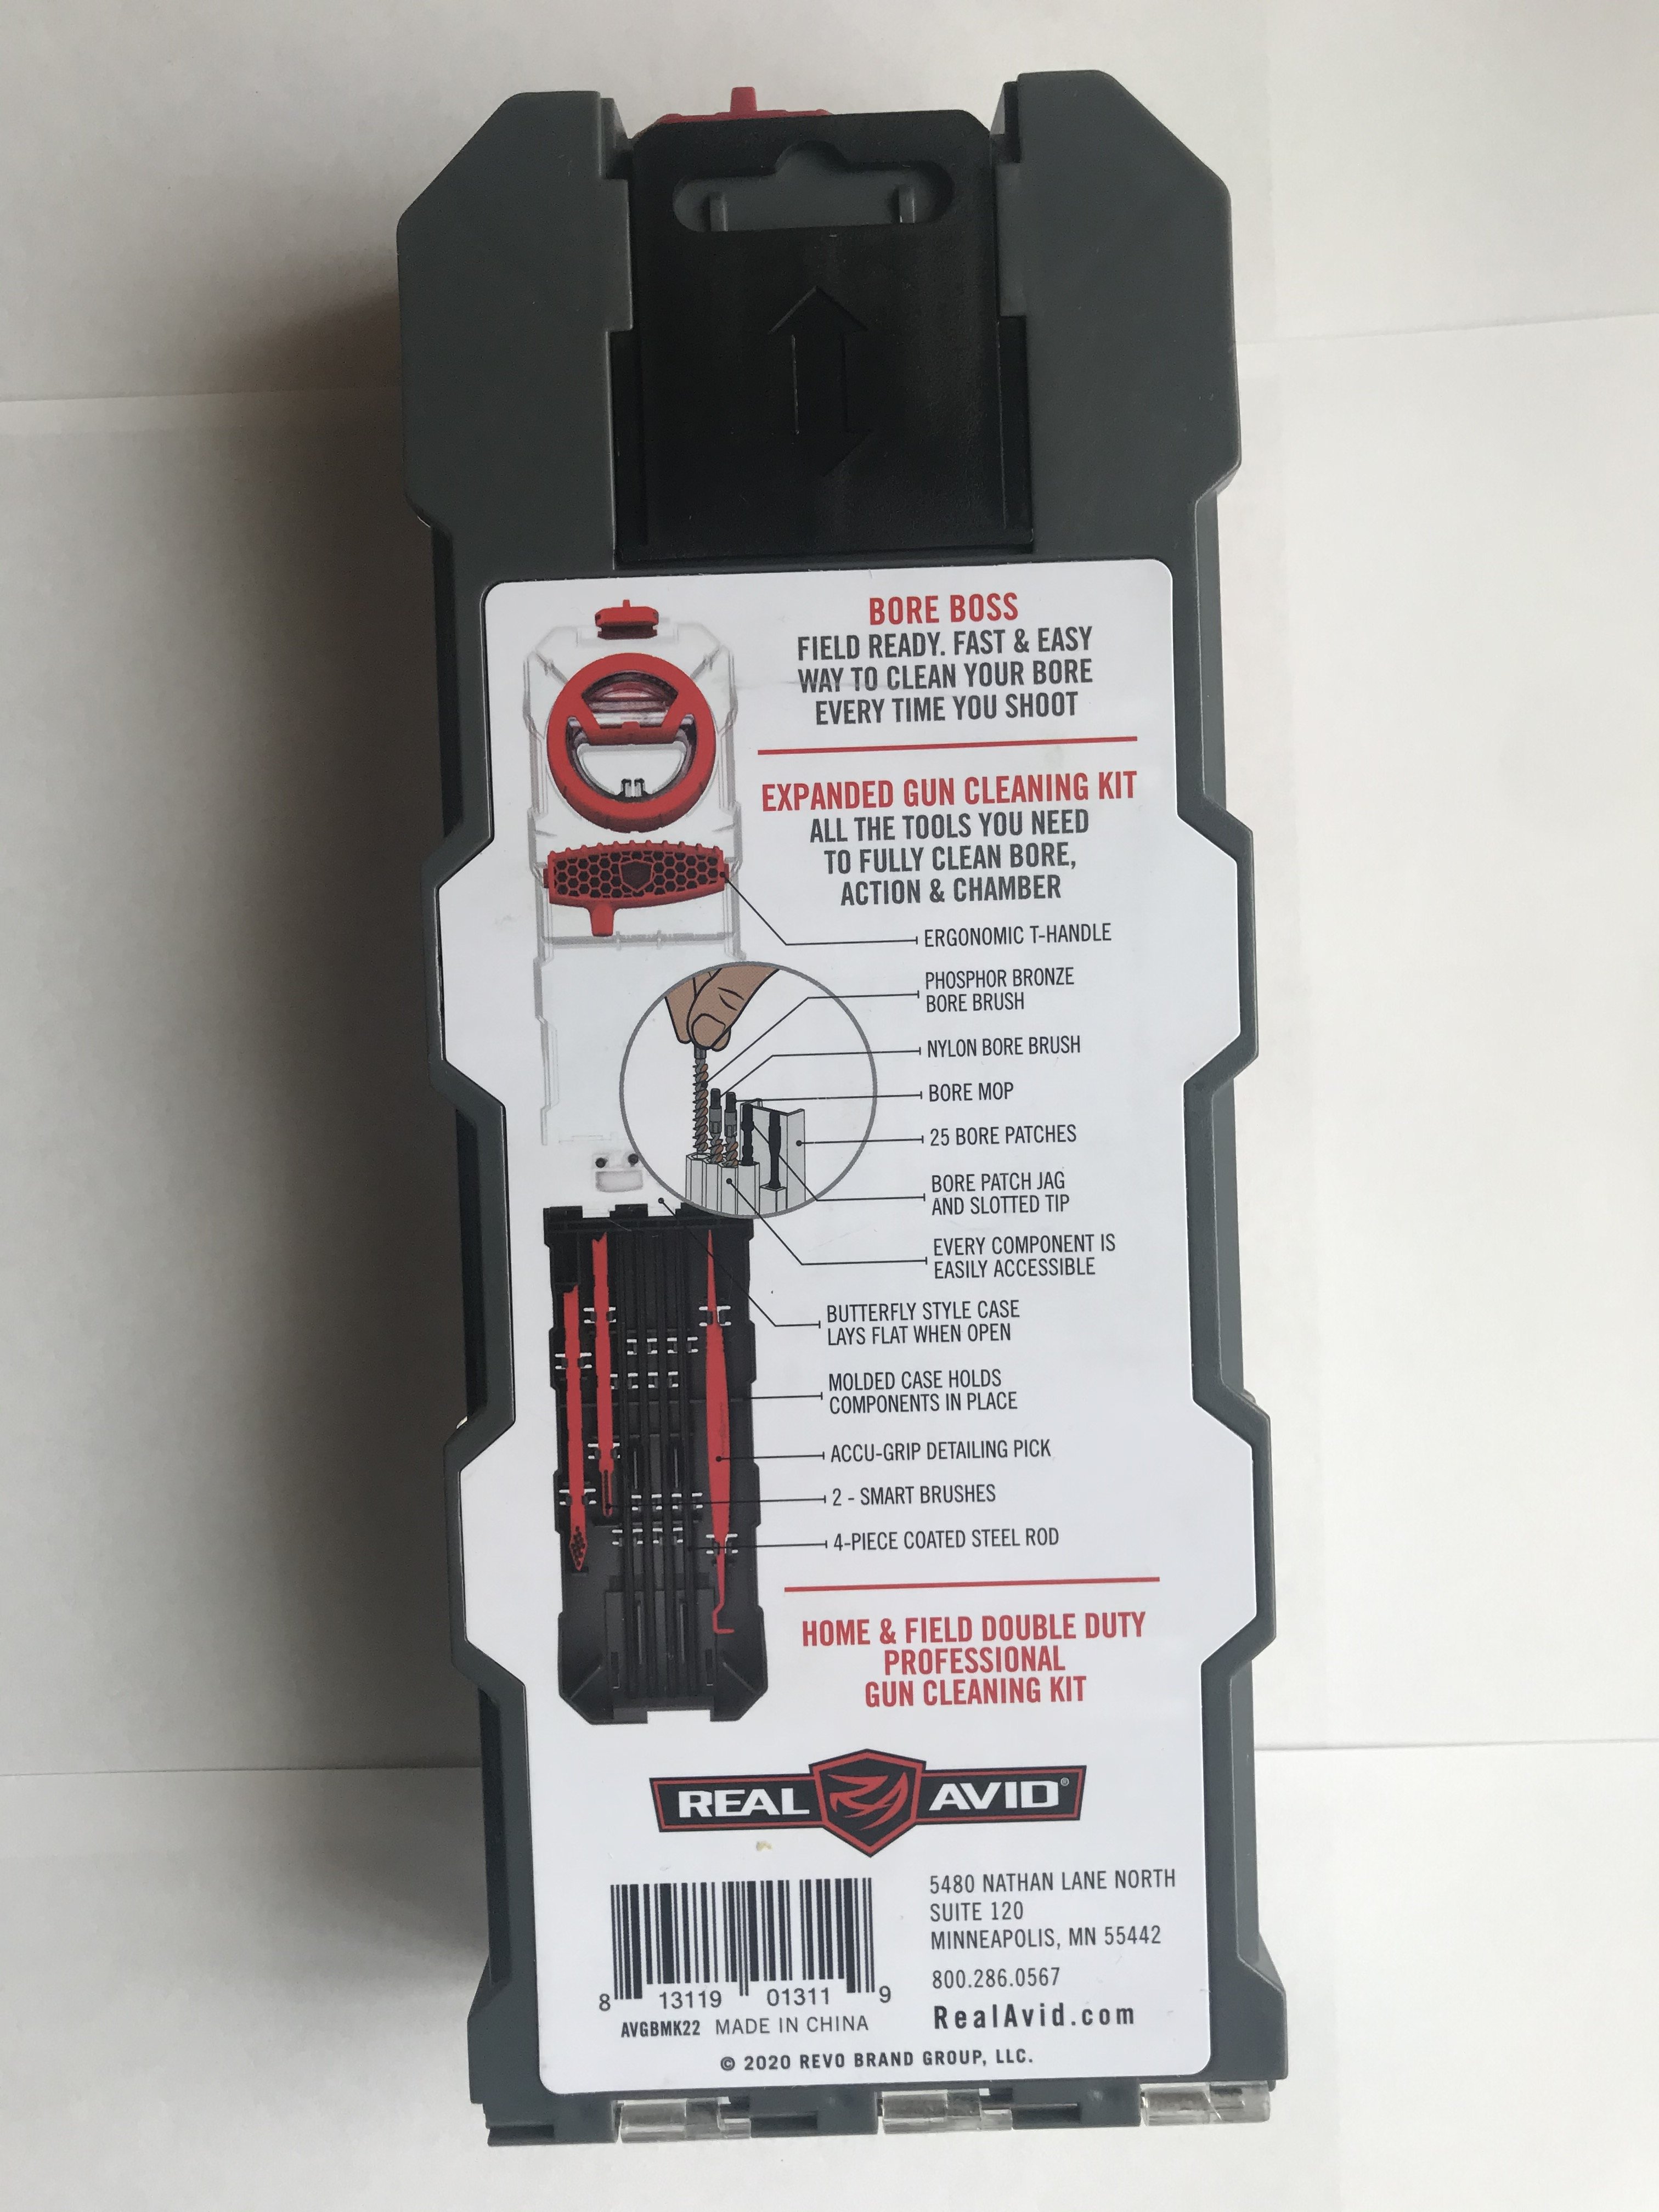 BORE BOSS
FIELD READY. FAST & EASY
WAY TO CLEAN YOUR BORE
EVERY TIME YOU SHOOT
EXPANDED GUN CLEANING KIT
ALL THE TOOLS YOU NEED
TO FULLY CLEAN BORE,
ACTION & CHAMBER
ERGONOMIC T-HANDLE
PHOSPHOR BRONZE
BORE BRUSH
NYLON BORE BRUSH
BORE MOP
25 BORE PATCHES
BORE PATCH JAG
AND SLOTTED TIP
EVERY COMPONENT IS
EASILY ACCESSIBLE
BUTTERFLY STYLE CASE
LAYS FLAT WHEN OPEN
MOLDED CASE HOLDS
COMPONENTS IN PLACE
ACCU-GRIP DETAILING PICK
2 - SMART BRUSHES
4-PIECE COATED STEEL ROD
HOME & FIELD DOUBLE DUTY
PROFESSIONAL
GUN CLEANING KIT
REAL AVID®
8 13119 01311 9
AVGBMK22 MADE IN CHINA
5480 NATHAN LANE NORTH
SUITE 120
MINNEAPOLIS, MN 55442
800.286.0567
RealAvid.com
© 2020 REVO BRAND GROUP, LLC.